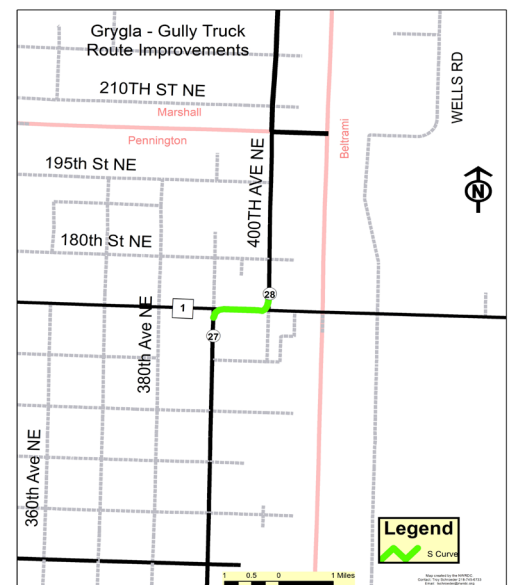 Grygla - Gully Truck
Route Improvements
210TH ST NE
Marshall
Pennington
WELLS RD
Beltrami
400TH AVE NE
195th St NE
180th St NE
28
1
27
380th Ave NE
360th Ave NE
N
Legend
S Curve
1 0.5 0 1 Miles
Map created by the NWRDC